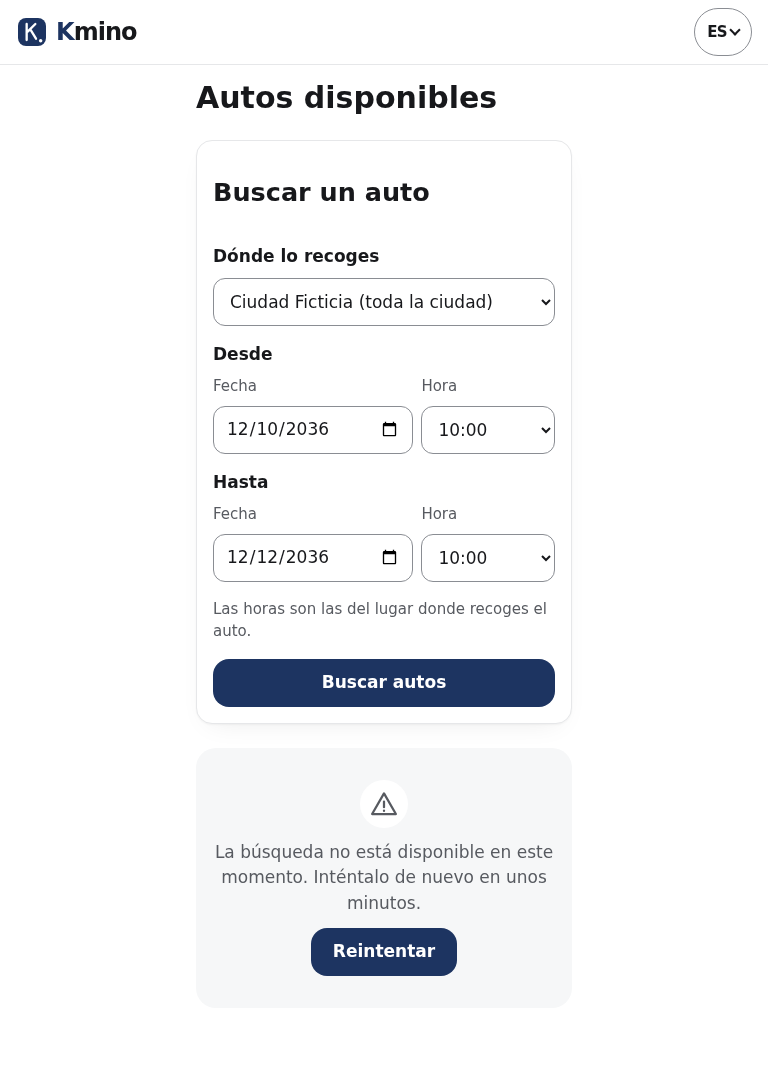 K. Kmino
ES
Autos disponibles
Buscar un auto
Dónde lo recoges
Ciudad Ficticia (toda la ciudad)
Desde
Fecha Hora
12/10/2036 10:00
Hasta
Fecha Hora
12/12/2036 10:00
Las horas son las del lugar donde recoges el
auto.
Buscar autos
La búsqueda no está disponible en este
momento. Inténtalo de nuevo en unos
minutos.
Reintentar